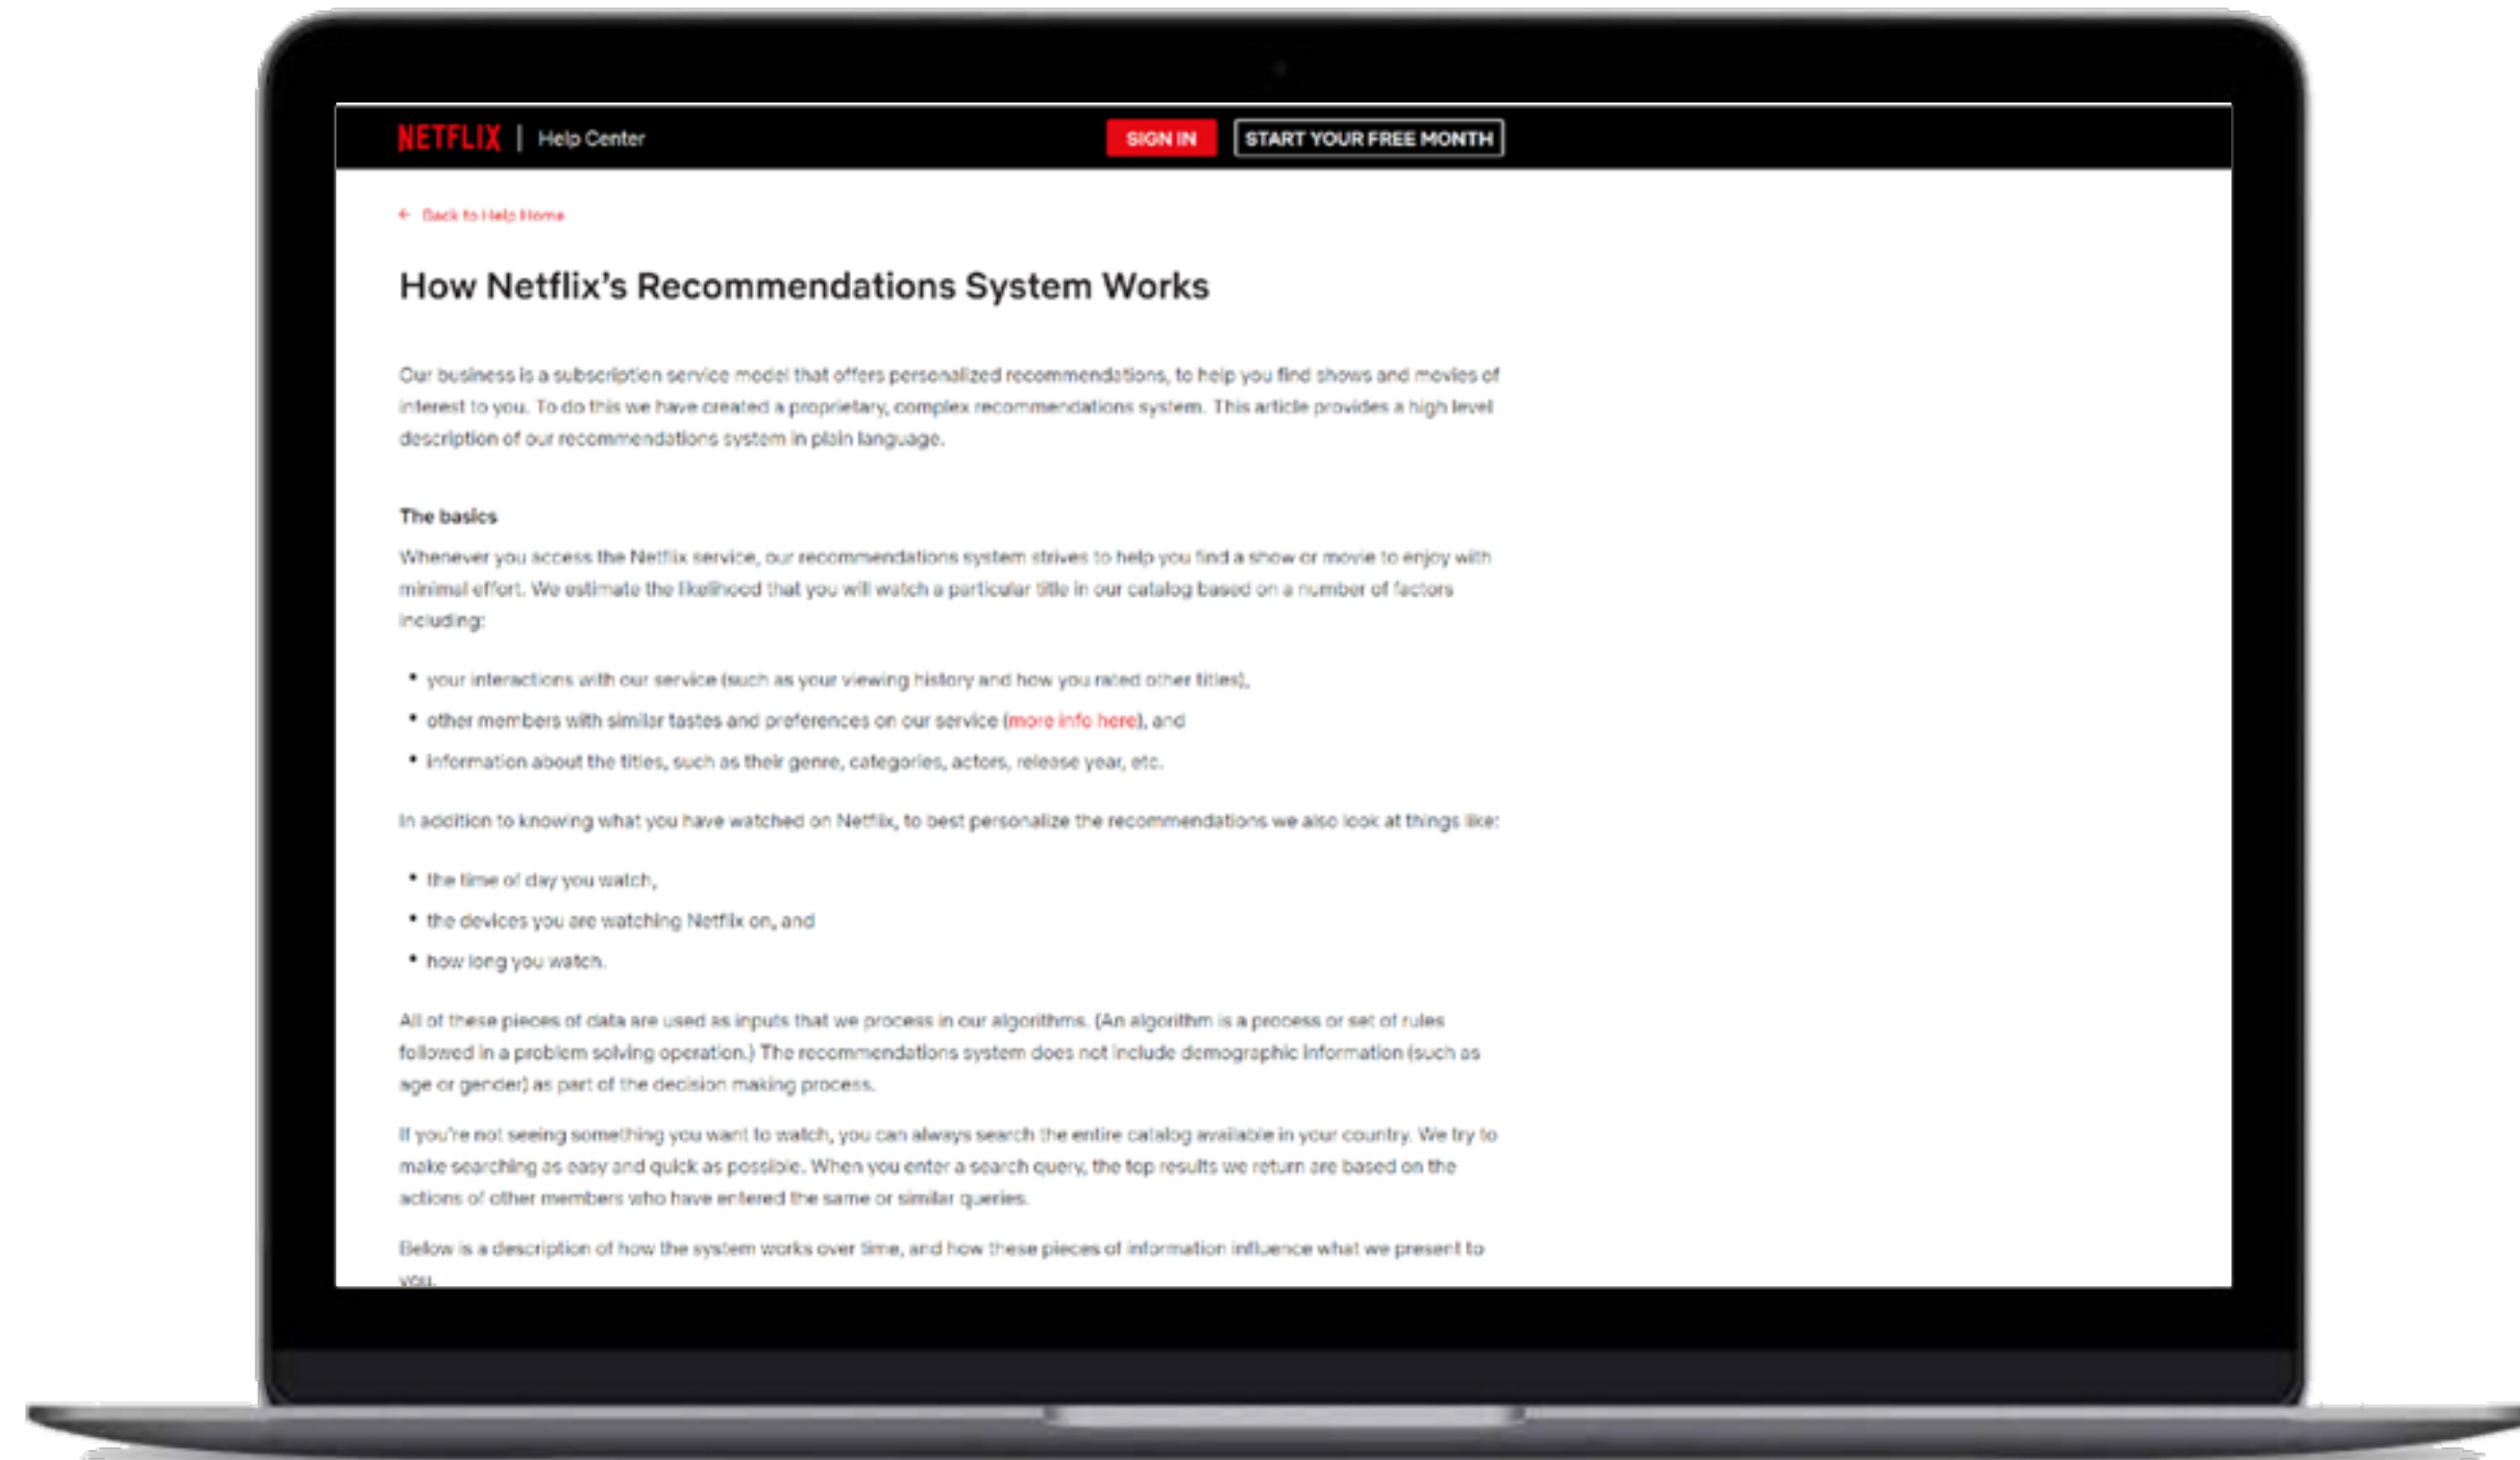 NETFLIX | Help Center
SIGN IN
START YOUR FREE MONTH
← Back to Help Home
How Netflix's Recommendations System Works
Our business is a subscription service model that offers personalized recommendations, to help you find shows and movies of
interest to you. To do this we have created a proprietary, complex recommendations system. This article provides a high level
description of our recommendations system in plain language.
The basics
Whenever you access the Netflix service, our recommendations system strives to help you find a show or movie to enjoy with
minimal effort. We estimate the likelihood that you will watch a particular title in our catalog based on a number of factors
including:
• your interactions with our service (such as your viewing history and how you rated other titles),
• other members with similar tastes and preferences on our service (more info here), and
• information about the titles, such as their genre, categories, actors, release year, etc.
In addition to knowing what you have watched on Netflix, to best personalize the recommendations we also look at things like:
• the time of day you watch,
• the devices you are watching Netflix on, and
• how long you watch.
All of these pieces of data are used as inputs that we process in our algorithms. (An algorithm is a process or set of rules
followed in a problem solving operation.) The recommendations system does not include demographic information (such as
age or gender) as part of the decision making process.
If you're not seeing something you want to watch, you can always search the entire catalog available in your country. We try to
make searching as easy and quick as possible. When you enter a search query, the top results we return are based on the
actions of other members who have entered the same or similar queries.
Below is a description of how the system works over time, and how these pieces of information influence what we present to
you.